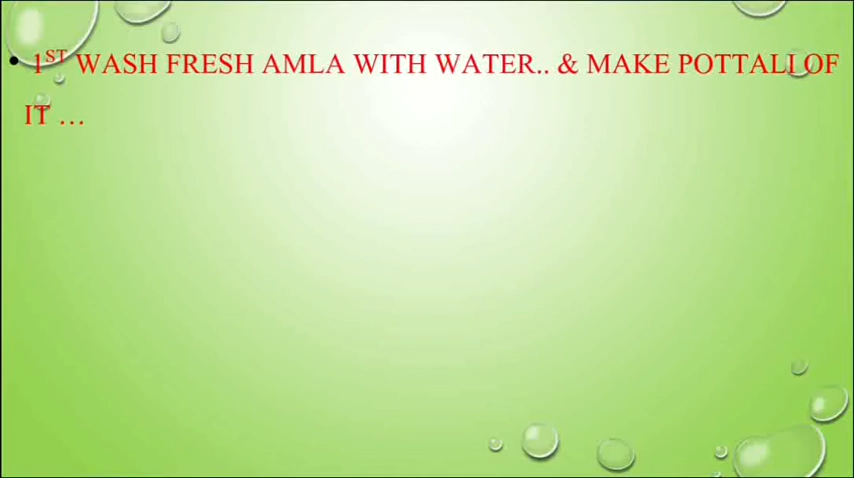 • 1ST WASH FRESH AMLA WITH WATER.. & MAKE POTTALI OF
IT …